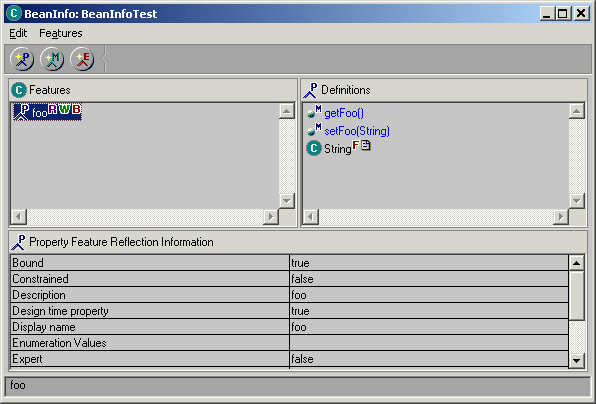 BeanInfo: BeanInfoTest
Edit Features
P M E
Features
Definitions
foo R W B
getFoo()
setFoo(String)
String F
Property Feature Reflection Information
Bound true
Constrained false
Description foo
Design time property true
Display name foo
Enumeration Values
Expert false
foo